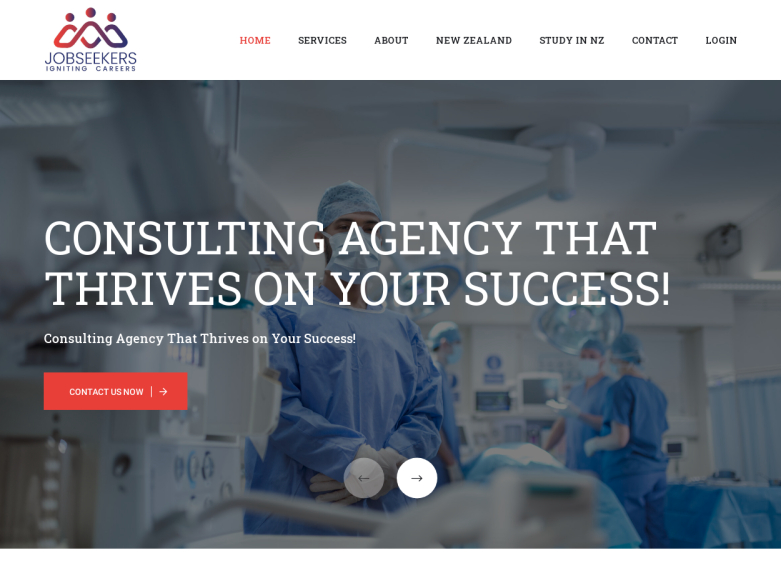 JOBSEEKERS
IGNITING CAREERS
HOME SERVICES ABOUT NEW ZEALAND STUDY IN NZ CONTACT LOGIN
CONSULTING AGENCY THAT
THRIVES ON YOUR SUCCESS!
Consulting Agency That Thrives on Your Success!
CONTACT US NOW